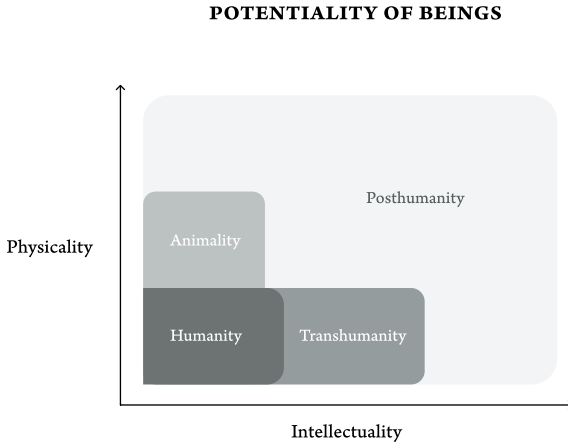 POTENTIALITY OF BEINGS
Posthumanity
Animality
Physicality
Humanity
Transhumanity
Intellectuality